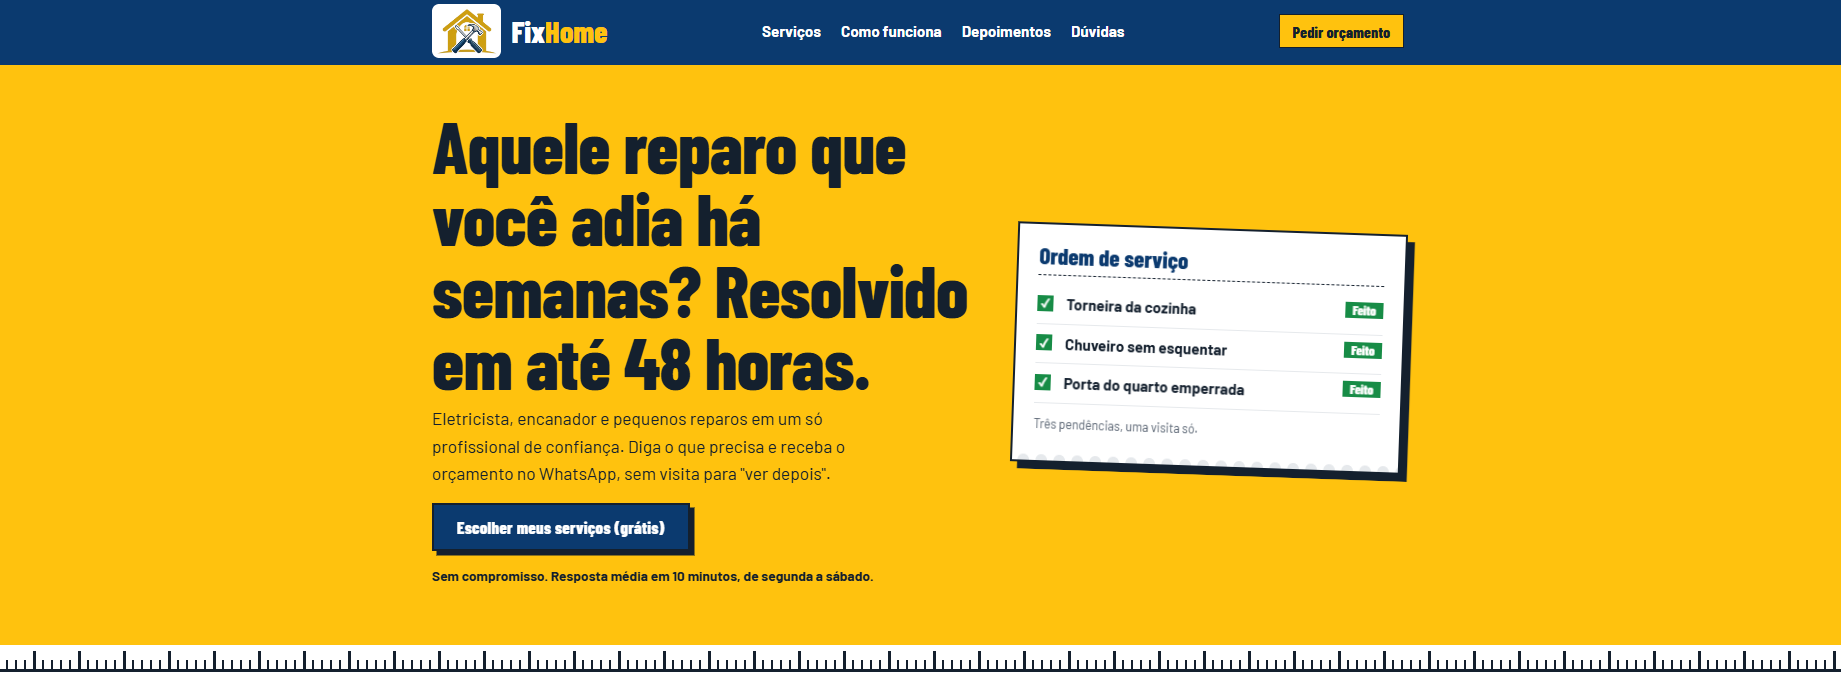 FixHome
Serviços
Como funciona
Depoimentos
Dúvidas
Pedir orçamento
Aquele reparo que
você adia há
semanas? Resolvido
em até 48 horas.
Eletricista, encanador e pequenos reparos em um só
profissional de confiança. Diga o que precisa e receba o
orçamento no WhatsApp, sem visita para "ver depois".
Escolher meus serviços (grátis)
Sem compromisso. Resposta média em 10 minutos, de segunda a sábado.
Ordem de serviço
Torneira da cozinha Feito
Chuveiro sem esquentar Feito
Porta do quarto emperrada Feito
Três pendências, uma visita só.